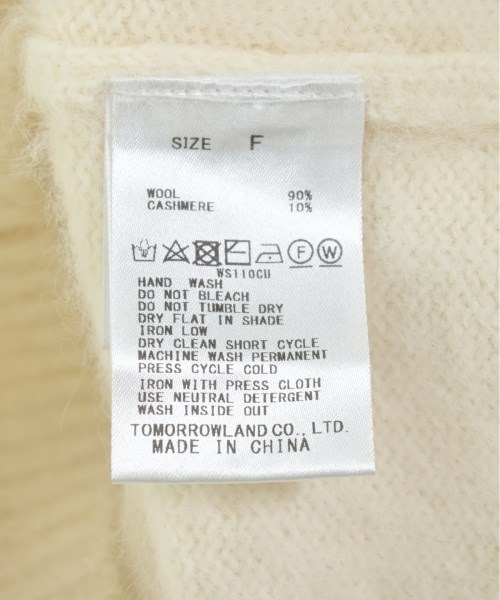 SIZE F
WOOL 90%
CASHMERE 10%
F W
WS110CU
HAND WASH
DO NOT BLEACH
DO NOT TUMBLE DRY
DRY FLAT IN SHADE
IRON LOW
DRY CLEAN SHORT CYCLE
MACHINE WASH PERMANENT
PRESS CYCLE COLD
IRON WITH PRESS CLOTH
USE NEUTRAL DETERGENT
WASH INSIDE OUT
TOMORROWLAND CO., LTD.
MADE IN CHINA